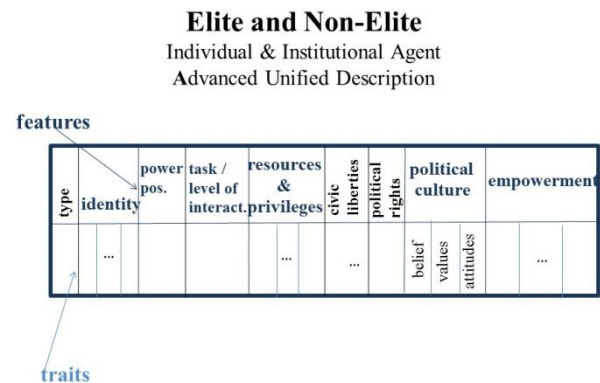 Elite and Non-Elite
Individual & Institutional Agent
Advanced Unified Description
features
type
identity
power
pos.
task /
level of
interact.
resources
&
privileges
civic
liberties
political
rights
political
culture
empowerment
...
...
...
belief
values
attitudes
...
traits